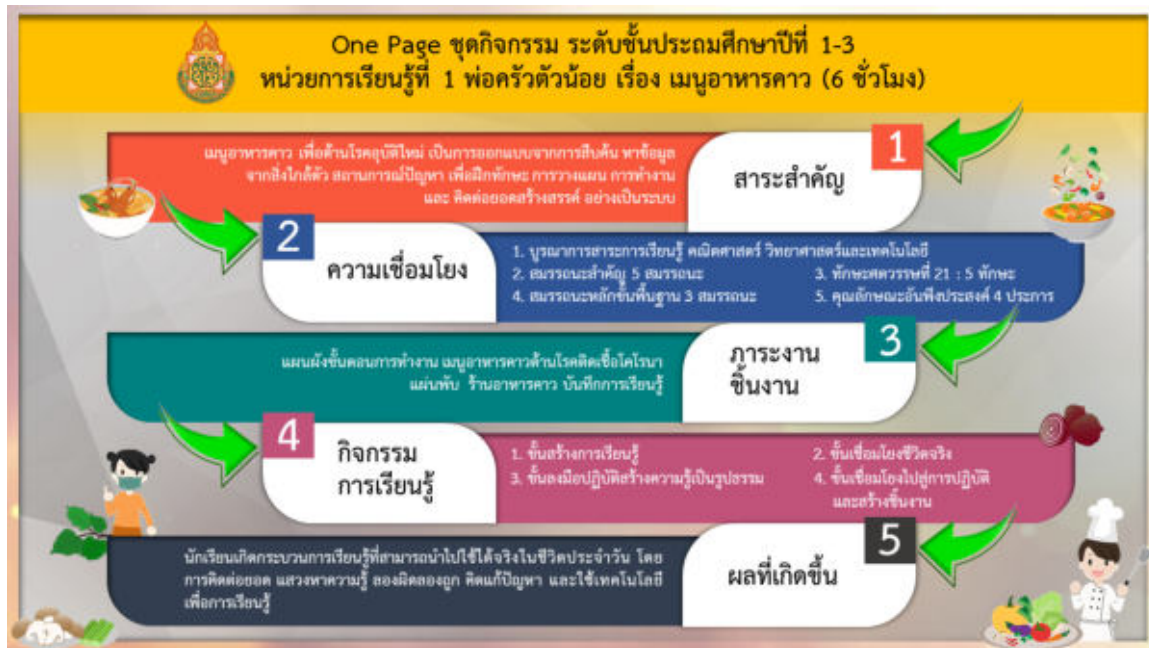 One Page ชุดกิจกรรม ระดับชั้นประถมศึกษาปีที่ 1-3
หน่วยการเรียนรู้ที่ 1 พ่อครัวตัวน้อย เรื่อง เมนูอาหารคาว (6 ชั่วโมง)
1
สาระสำคัญ
เมนูอาหารคาว เพื่อต้านโรคอุบัติใหม่ เป็นการออกแบบจากการสืบค้น หาข้อมูล
จากสิ่งใกล้ตัว สถานการณ์ปัญหา เพื่อฝึกทักษะ การวางแผน การทำงาน
และ คิดต่อยอดสร้างสรรค์ อย่างเป็นระบบ
2
ความเชื่อมโยง
1. บูรณาการสาระการเรียนรู้ คณิตศาสตร์ วิทยาศาสตร์และเทคโนโลยี
2. สมรรถนะสำคัญ 5 สมรรถนะ
3. ทักษะศตวรรษที่ 21 : 5 ทักษะ
4. สมรรถนะหลักขั้นพื้นฐาน 3 สมรรถนะ
5. คุณลักษณะอันพึงประสงค์ 4 ประการ
3
ภาระงาน
ชิ้นงาน
แผนผังขั้นตอนการทำงาน เมนูอาหารคาวต้านโรคติดเชื้อโคโรนา
แผ่นพับ ร้านอาหารคาว บันทึกการเรียนรู้
4
กิจกรรม
การเรียนรู้
1. ขั้นสร้างการเรียนรู้
2. ขั้นเชื่อมโยงชีวิตจริง
3. ขั้นลงมือปฏิบัติสร้างความรู้เป็นรูปธรรม
4. ขั้นเชื่อมโยงไปสู่การปฏิบัติ
และสร้างชิ้นงาน
5
ผลที่เกิดขึ้น
นักเรียนเกิดกระบวนการเรียนรู้ที่สามารถนำไปใช้ได้จริงในชีวิตประจำวัน โดย
การคิดต่อยอด แสวงหาความรู้ ลองผิดลองถูก คิดแก้ปัญหา และใช้เทคโนโลยี
เพื่อการเรียนรู้